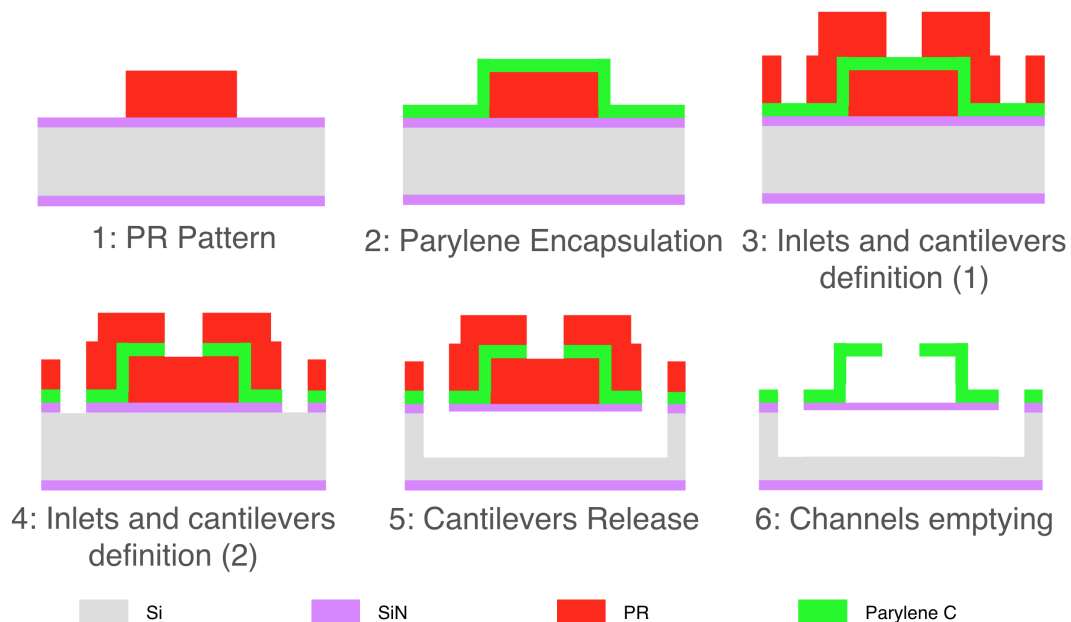 1: PR Pattern
2: Parylene Encapsulation
3: Inlets and cantilevers
definition (1)
4: Inlets and cantilevers
definition (2)
5: Cantilevers Release
6: Channels emptying
Si
SiN
PR
Parylene C